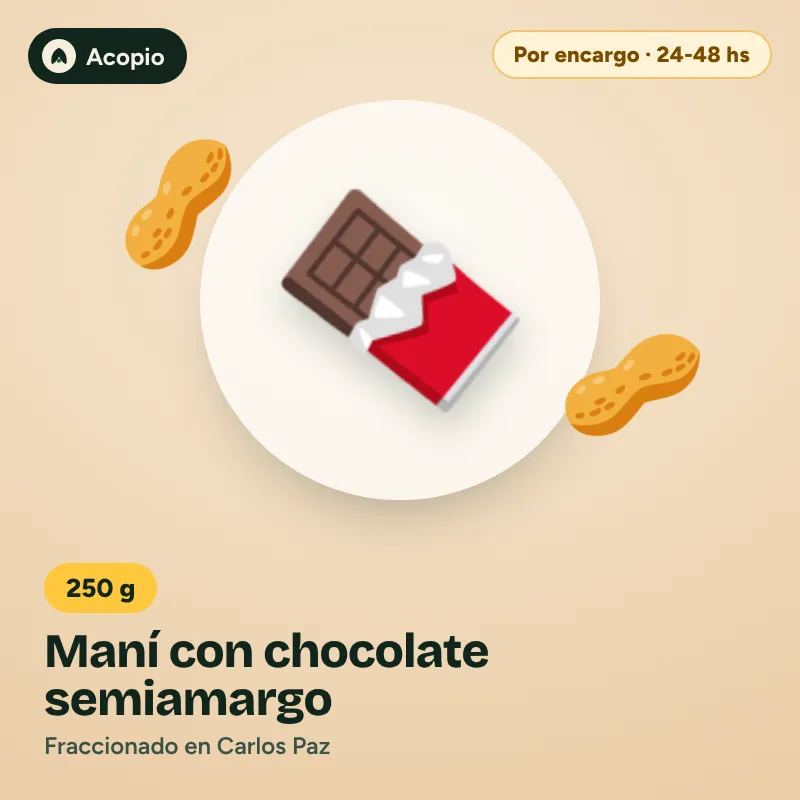 Acopio
Por encargo · 24-48 hs
250 g
Maní con chocolate
semiamargo
Fraccionado en Carlos Paz